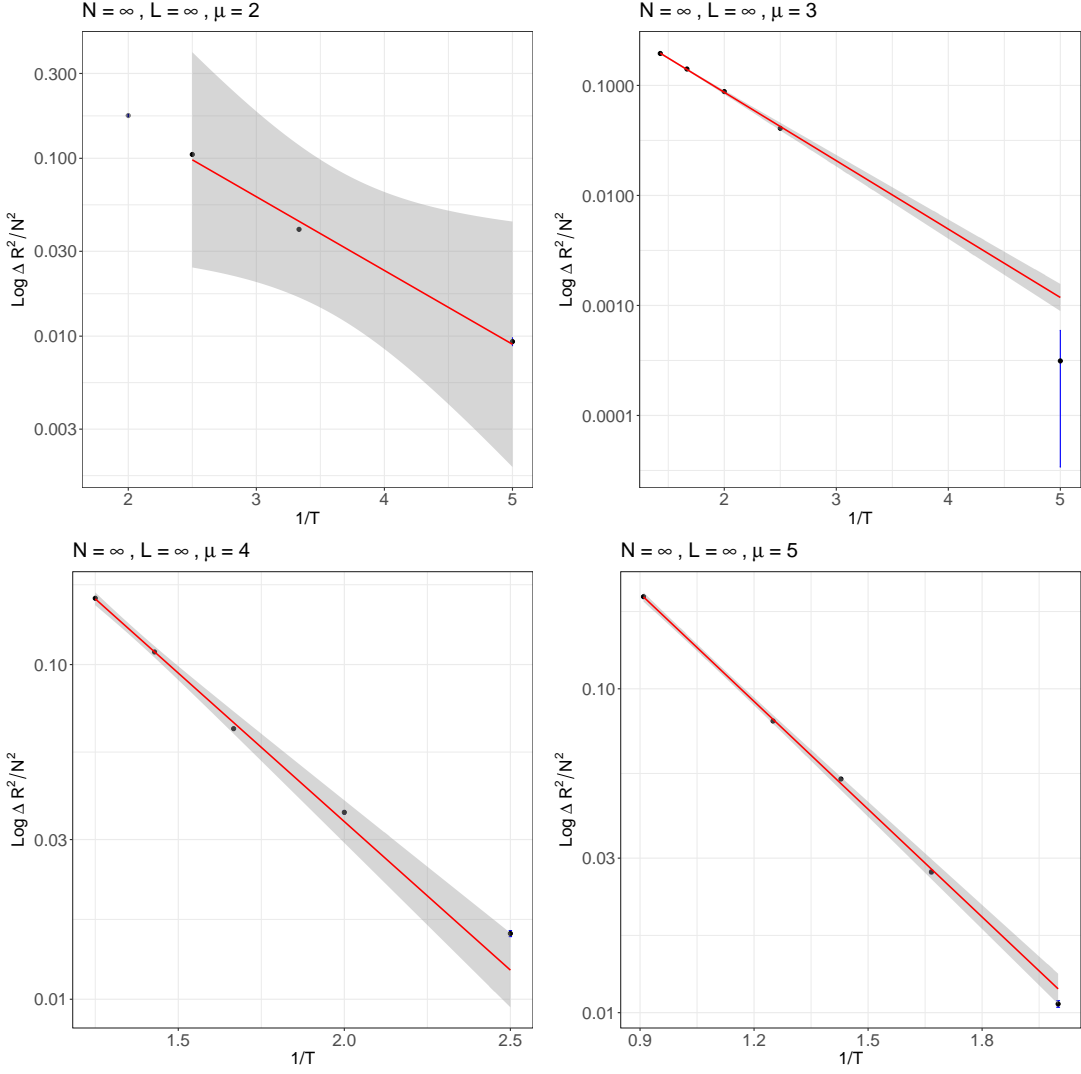 N = ∞ , L = ∞ , μ = 2
0.300
0.100
0.030
0.010
0.003
Log Δ R²/N²
2 3 4 5
1/T
N = ∞ , L = ∞ , μ = 3
0.1000
0.0100
0.0010
0.0001
Log Δ R²/N²
2 3 4 5
1/T
N = ∞ , L = ∞ , μ = 4
0.10
0.03
0.01
Log Δ R²/N²
1.5 2.0 2.5
1/T
N = ∞ , L = ∞ , μ = 5
0.10
0.03
0.01
Log Δ R²/N²
0.9 1.2 1.5 1.8
1/T